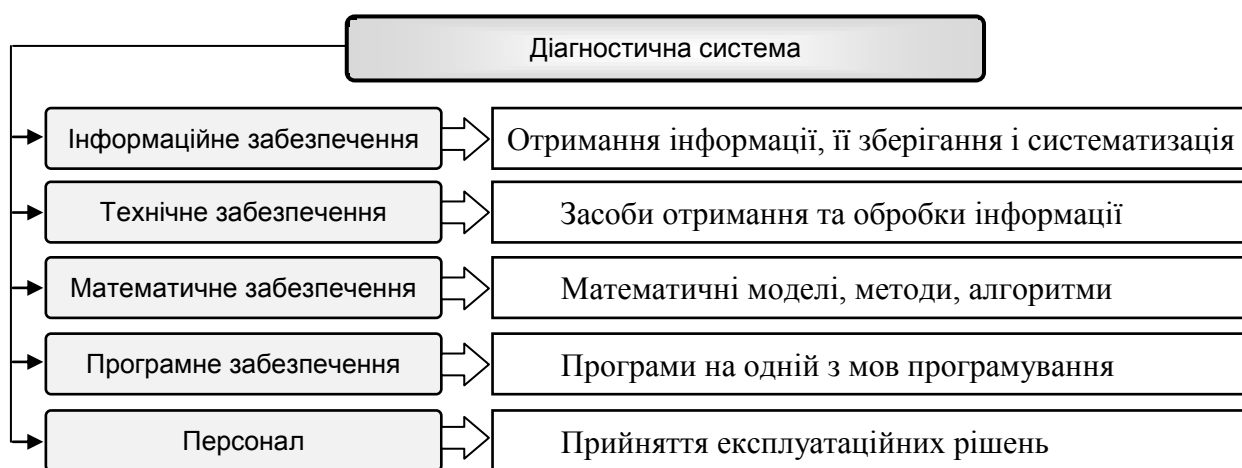 Діагностична система
Інформаційне забезпечення
Отримання інформації, її зберігання і систематизація
Технічне забезпечення
Засоби отримання та обробки інформації
Математичне забезпечення
Математичні моделі, методи, алгоритми
Програмне забезпечення
Програми на одній з мов програмування
Персонал
Прийняття експлуатаційних рішень